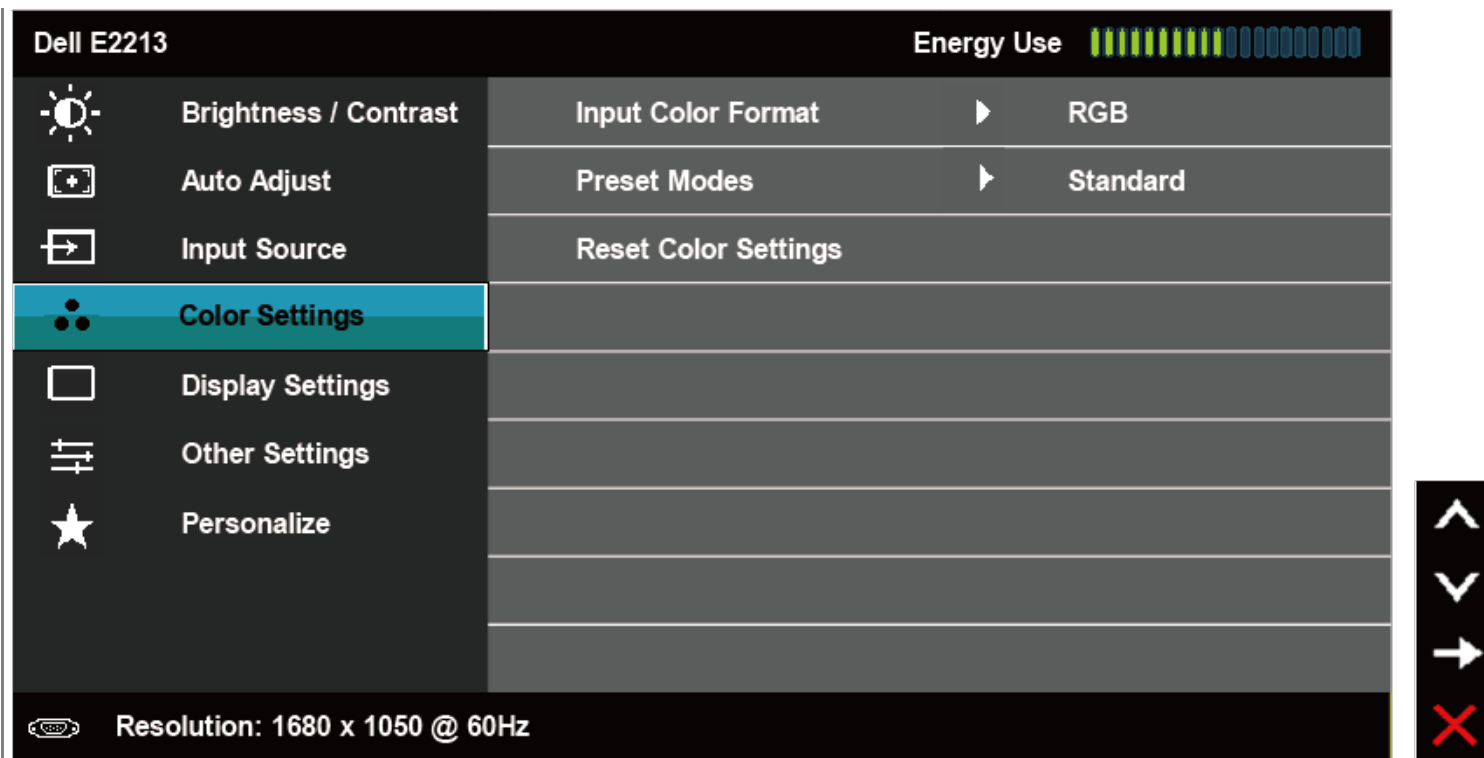 Dell E2213 Energy Use
Brightness / Contrast Input Color Format RGB
Auto Adjust Preset Modes Standard
Input Source Reset Color Settings
Color Settings
Display Settings
Other Settings
Personalize
Resolution: 1680 x 1050 @ 60Hz